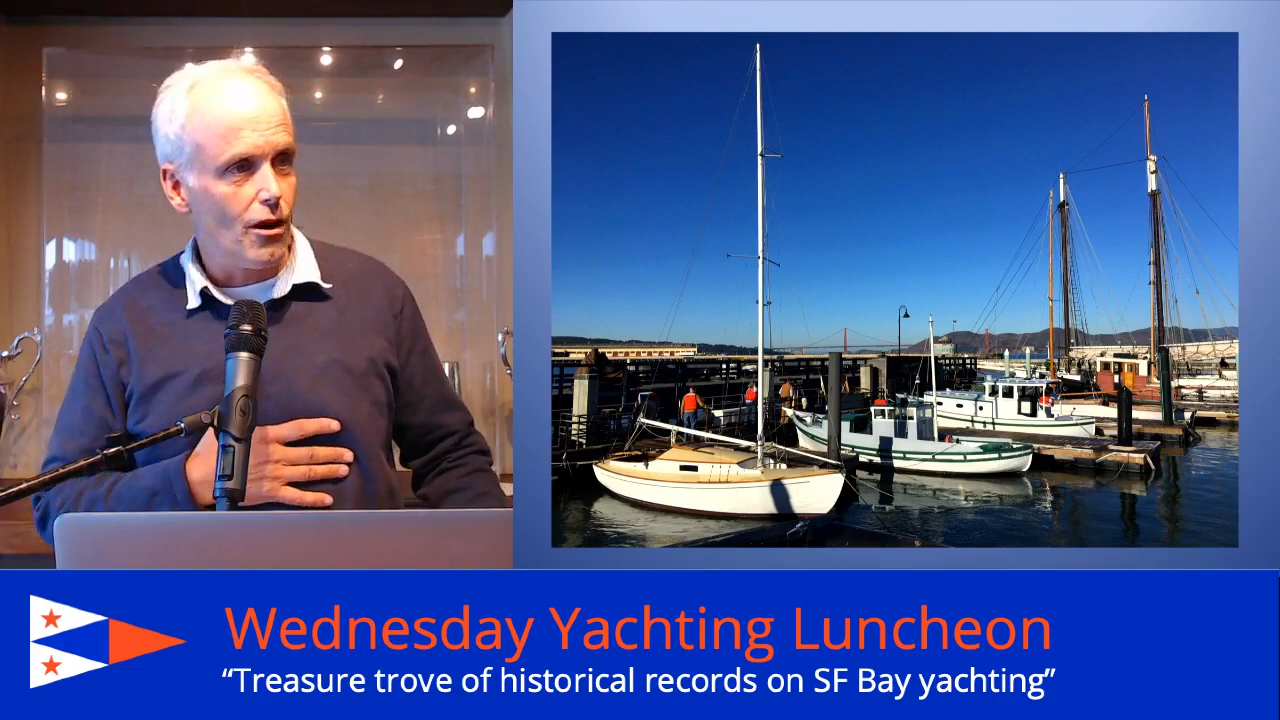 Wednesday Yachting Luncheon
“Treasure trove of historical records on SF Bay yachting”